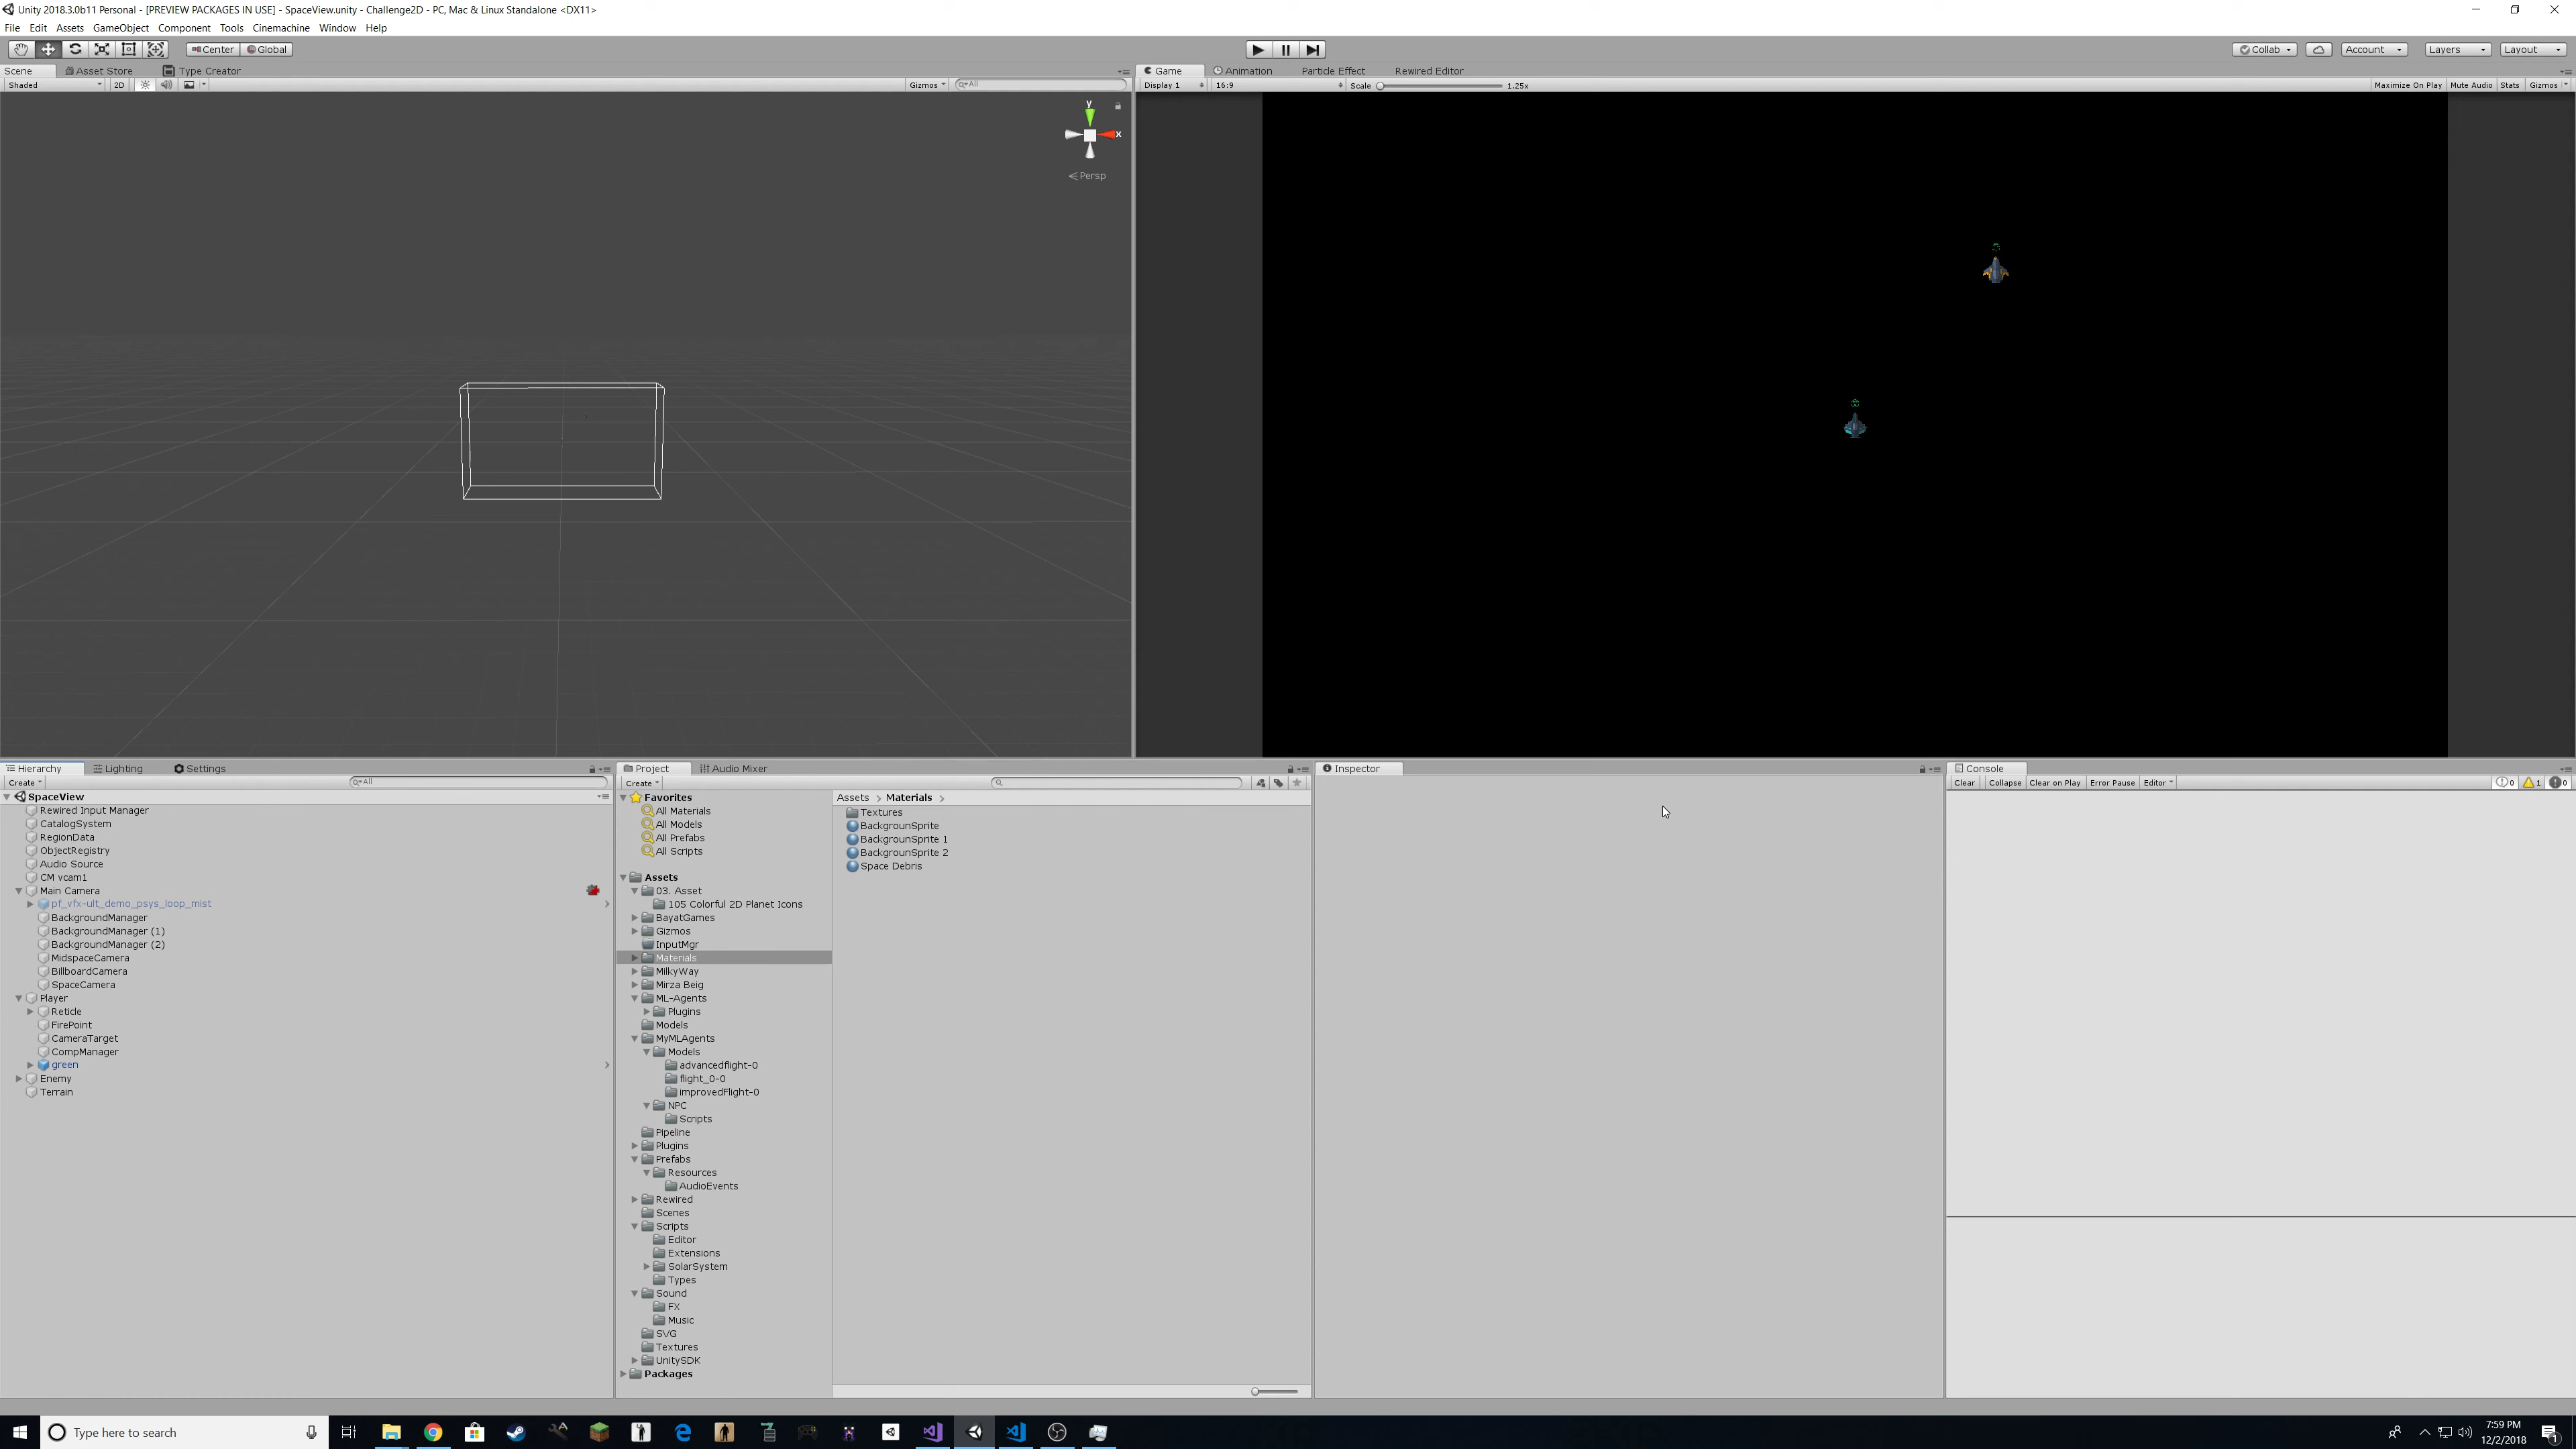 Unity 2018.3.0b11 Personal - [PREVIEW PACKAGES IN USE] - SpaceView.unity - Challenge2D - PC, Mac & Linux Standalone <DX11>
File Edit Assets GameObject Component Tools Cinemachine Window Help
Center Global Collab Account Layers Layout
Scene Asset Store Type Creator
Shaded 2D Gizmos All
y
x
Persp
Game Animation Particle Effect Rewired Editor
Display 1 16:9 Scale 1.25x Maximize On Play Mute Audio Stats Gizmos
Hierarchy Lighting Settings
Create All
SpaceView
Rewired Input Manager
CatalogSystem
RegionData
ObjectRegistry
Audio Source
CM vcam1
Main Camera
pf_vfx-ult_demo_psys_loop_mist
BackgroundManager
BackgroundManager (1)
BackgroundManager (2)
MidspaceCamera
BillboardCamera
SpaceCamera
Player
Reticle
FirePoint
CameraTarget
CompManager
green
Enemy
Terrain
Project Audio Mixer
Create
Favorites
All Materials
All Models
All Prefabs
All Scripts
Assets
03. Asset
105 Colorful 2D Planet Icons
BayatGames
Gizmos
InputMgr
Materials
MilkyWay
Mirza Beig
ML-Agents
Plugins
Models
MyMLAgents
Models
advancedflight-0
flight_0-0
improvedFlight-0
NPC
Scripts
Pipeline
Plugins
Prefabs
Resources
AudioEvents
Rewired
Scenes
Scripts
Editor
Extensions
SolarSystem
Types
Sound
FX
Music
SVG
Textures
UnitySDK
Packages
Assets > Materials >
Textures
BackgrounSprite
BackgrounSprite 1
BackgrounSprite 2
Space Debris
Inspector
Console
Clear Collapse Clear on Play Error Pause Editor 0 1 0
Type here to search
7:59 PM
12/2/2018
1